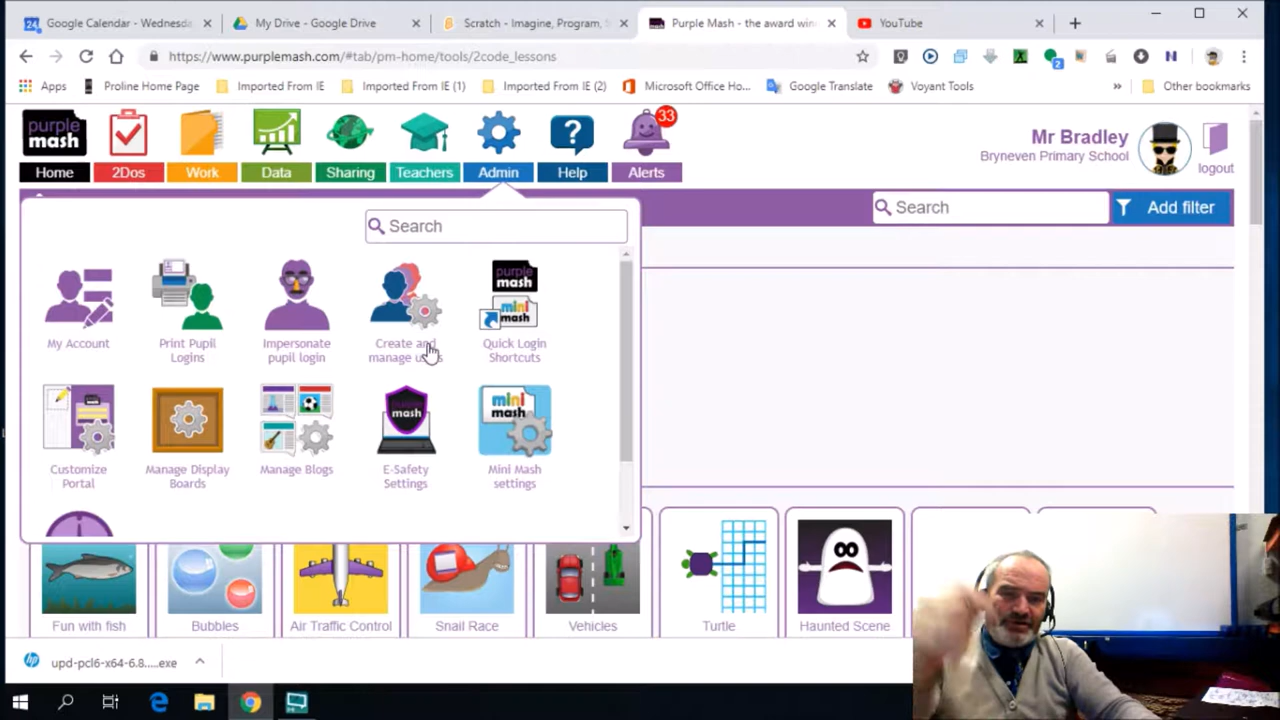 Google Calendar - Wednesda
My Drive - Google Drive
Scratch - Imagine, Program, S
Purple Mash - the award winn
YouTube
https://www.purplemash.com/#tab/pm-home/tools/2code_lessons
2
Apps
Proline Home Page
Imported From IE
Imported From IE (1)
Imported From IE (2)
Microsoft Office Ho...
Google Translate
Voyant Tools
»
Other bookmarks
purple
mash
33
Mr Bradley
Bryneven Primary School
logout
Home
2Dos
Work
Data
Sharing
Teachers
Admin
Help
Alerts
Search
Search
Add filter
purple
mash
mini
mash
My Account
Print Pupil
Logins
Impersonate
pupil login
Create and
manage users
Quick Login
Shortcuts
mash
mini
mash
Customize
Portal
Manage Display
Boards
Manage Blogs
E-Safety
Settings
Mini Mash
settings
Fun with fish
Bubbles
Air Traffic Control
Snail Race
Vehicles
Turtle
Haunted Scene
upd-pcl6-x64-6.8.....exe